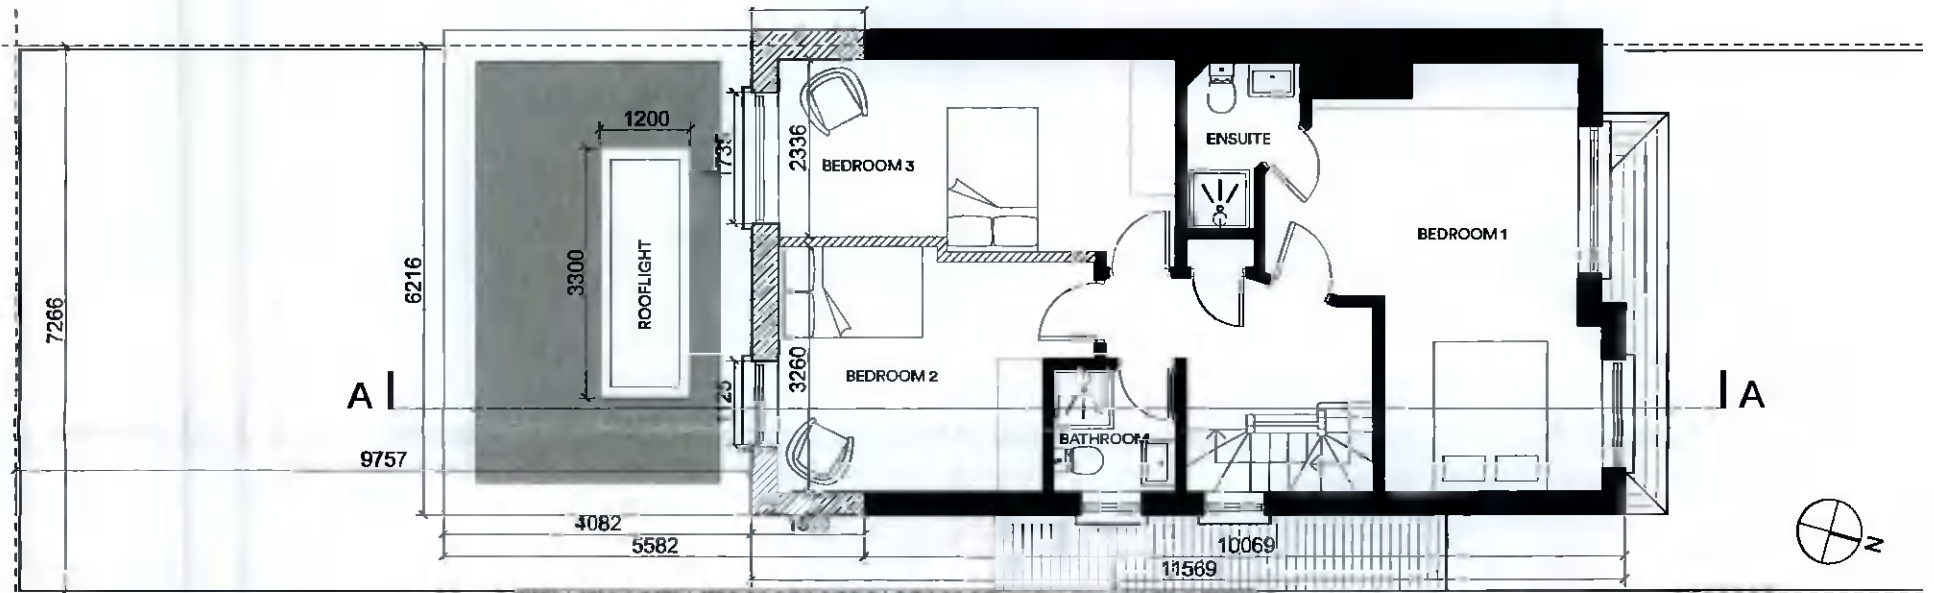 1200
3300
ROOFLIGHT
7266
6216
9757
4082
5582
2336
BEDROOM 3
3260
BEDROOM 2
ENSUITE
BEDROOM 1
BATHROOM
A
A
10069
11569
N